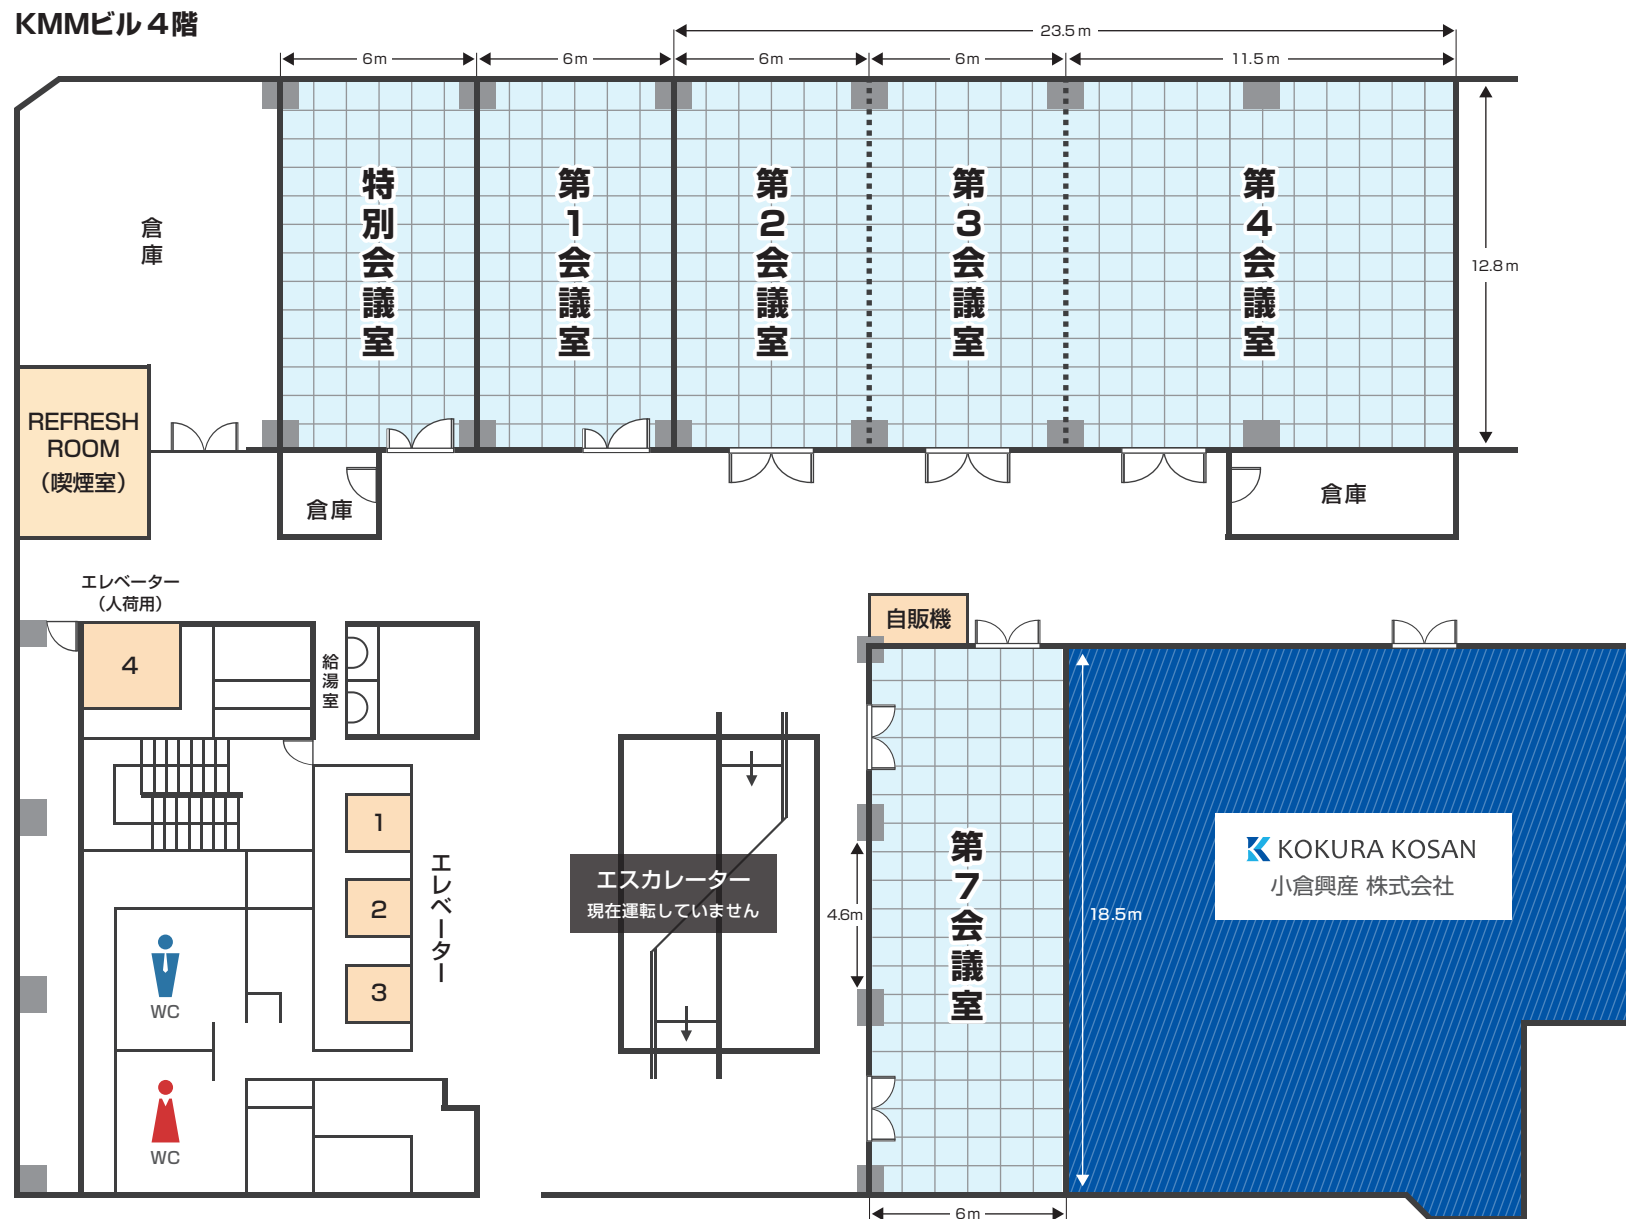 KMMビル４階
23.5m
6m
6m
6m
6m
11.5m
倉庫
特別会議室
第1会議室
第2会議室
第3会議室
第4会議室
12.8m
REFRESH
ROOM
（喫煙室）
倉庫
倉庫
エレベーター
（人荷用）
4
給湯室
自販機
1
2
3
エレベーター
エスカレーター
現在運転していません
4.6m
第7会議室
18.5m
KOKURA KOSAN
小倉興産 株式会社
WC
WC
6m